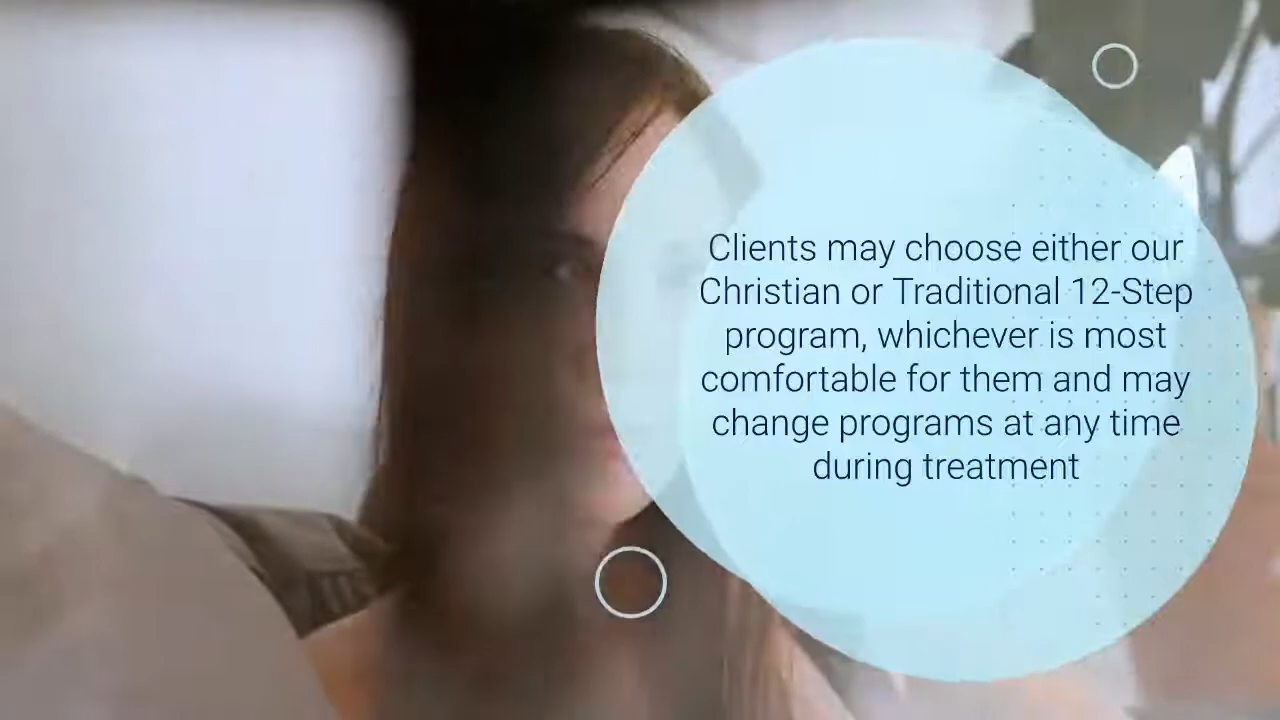 Clients may choose either our
Christian or Traditional 12-Step
program, whichever is most
comfortable for them and may
change programs at any time
during treatment